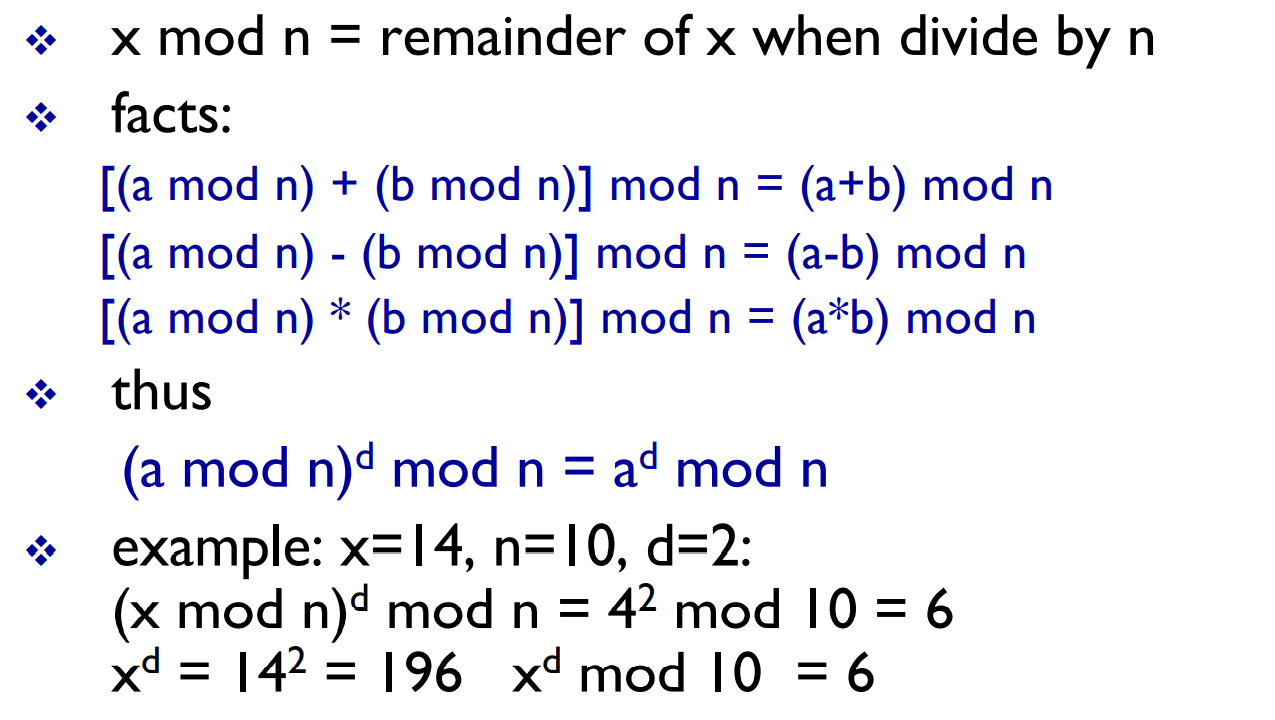 ❖ x mod n = remainder of x when divide by n
❖ facts:
[(a mod n) + (b mod n)] mod n = (a+b) mod n
[(a mod n) - (b mod n)] mod n = (a-b) mod n
[(a mod n) * (b mod n)] mod n = (a*b) mod n
❖ thus
(a mod n)ᵈ mod n = aᵈ mod n
❖ example: x=14, n=10, d=2:
(x mod n)ᵈ mod n = 4² mod 10 = 6
xᵈ = 14² = 196 xᵈ mod 10 = 6